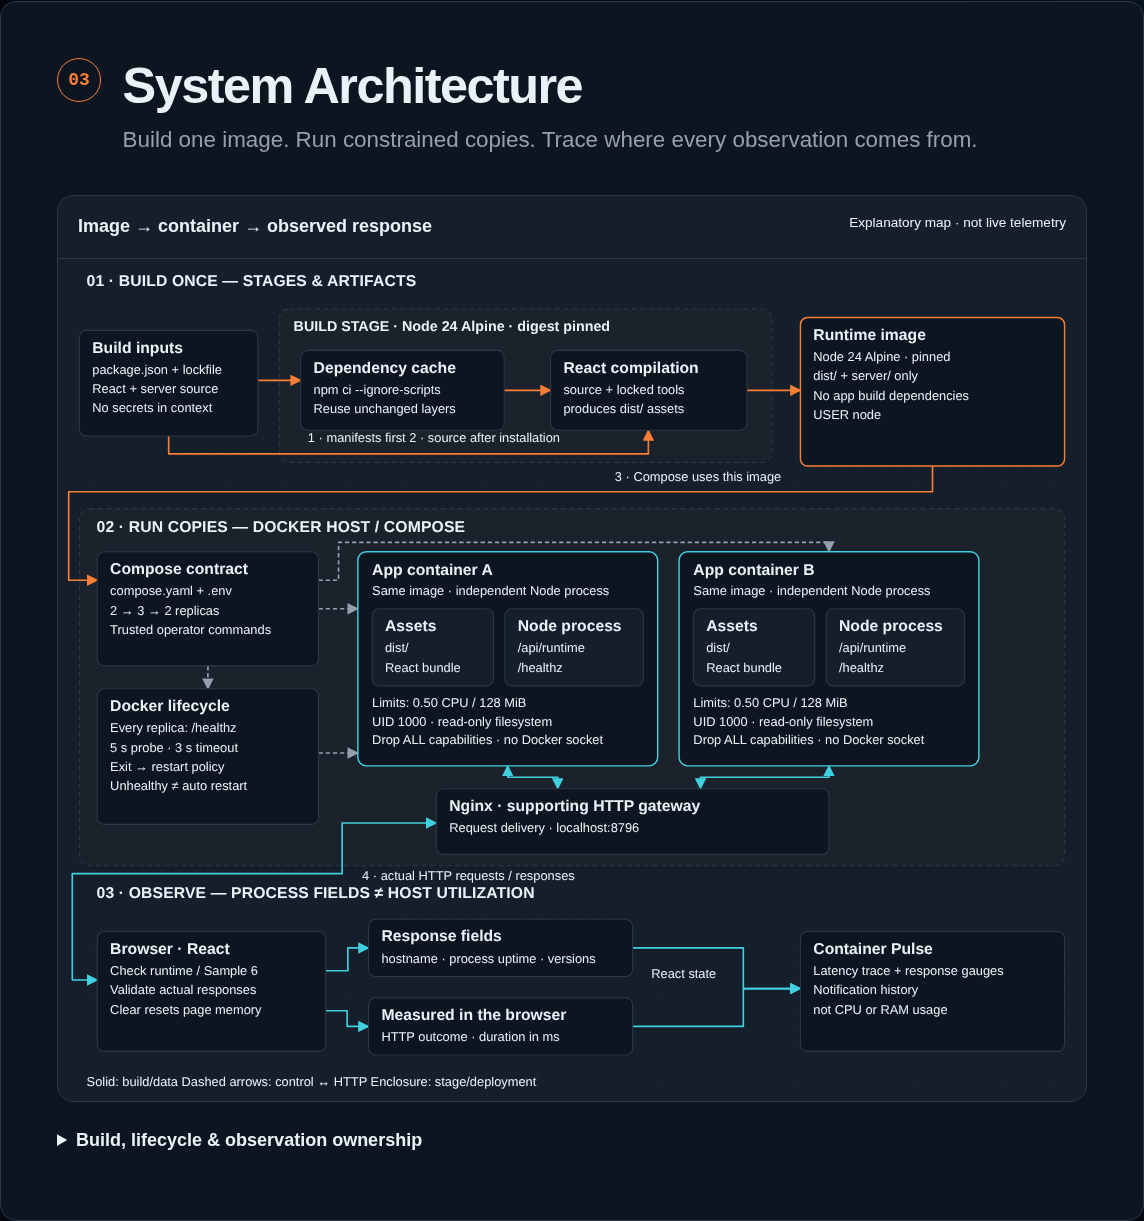 03
System Architecture
Build one image. Run constrained copies. Trace where every observation comes from.
Image → container → observed response
Explanatory map · not live telemetry
01 · BUILD ONCE — STAGES & ARTIFACTS
Build inputs
package.json + lockfile
React + server source
No secrets in context
BUILD STAGE · Node 24 Alpine · digest pinned
Dependency cache
npm ci --ignore-scripts
Reuse unchanged layers
React compilation
source + locked tools
produces dist/ assets
1 · manifests first 2 · source after installation
Runtime image
Node 24 Alpine · pinned
dist/ + server/ only
No app build dependencies
USER node
3 · Compose uses this image
02 · RUN COPIES — DOCKER HOST / COMPOSE
Compose contract
compose.yaml + .env
2 → 3 → 2 replicas
Trusted operator commands
Docker lifecycle
Every replica: /healthz
5 s probe · 3 s timeout
Exit → restart policy
Unhealthy ≠ auto restart
App container A
Same image · independent Node process
Assets
dist/
React bundle
Node process
/api/runtime
/healthz
Limits: 0.50 CPU / 128 MiB
UID 1000 · read-only filesystem
Drop ALL capabilities · no Docker socket
App container B
Same image · independent Node process
Assets
dist/
React bundle
Node process
/api/runtime
/healthz
Limits: 0.50 CPU / 128 MiB
UID 1000 · read-only filesystem
Drop ALL capabilities · no Docker socket
Nginx · supporting HTTP gateway
Request delivery · localhost:8796
4 · actual HTTP requests / responses
03 · OBSERVE — PROCESS FIELDS ≠ HOST UTILIZATION
Browser · React
Check runtime / Sample 6
Validate actual responses
Clear resets page memory
Response fields
hostname · process uptime · versions
Measured in the browser
HTTP outcome · duration in ms
React state
Container Pulse
Latency trace + response gauges
Notification history
not CPU or RAM usage
Solid: build/data Dashed arrows: control ↔ HTTP Enclosure: stage/deployment
▶ Build, lifecycle & observation ownership